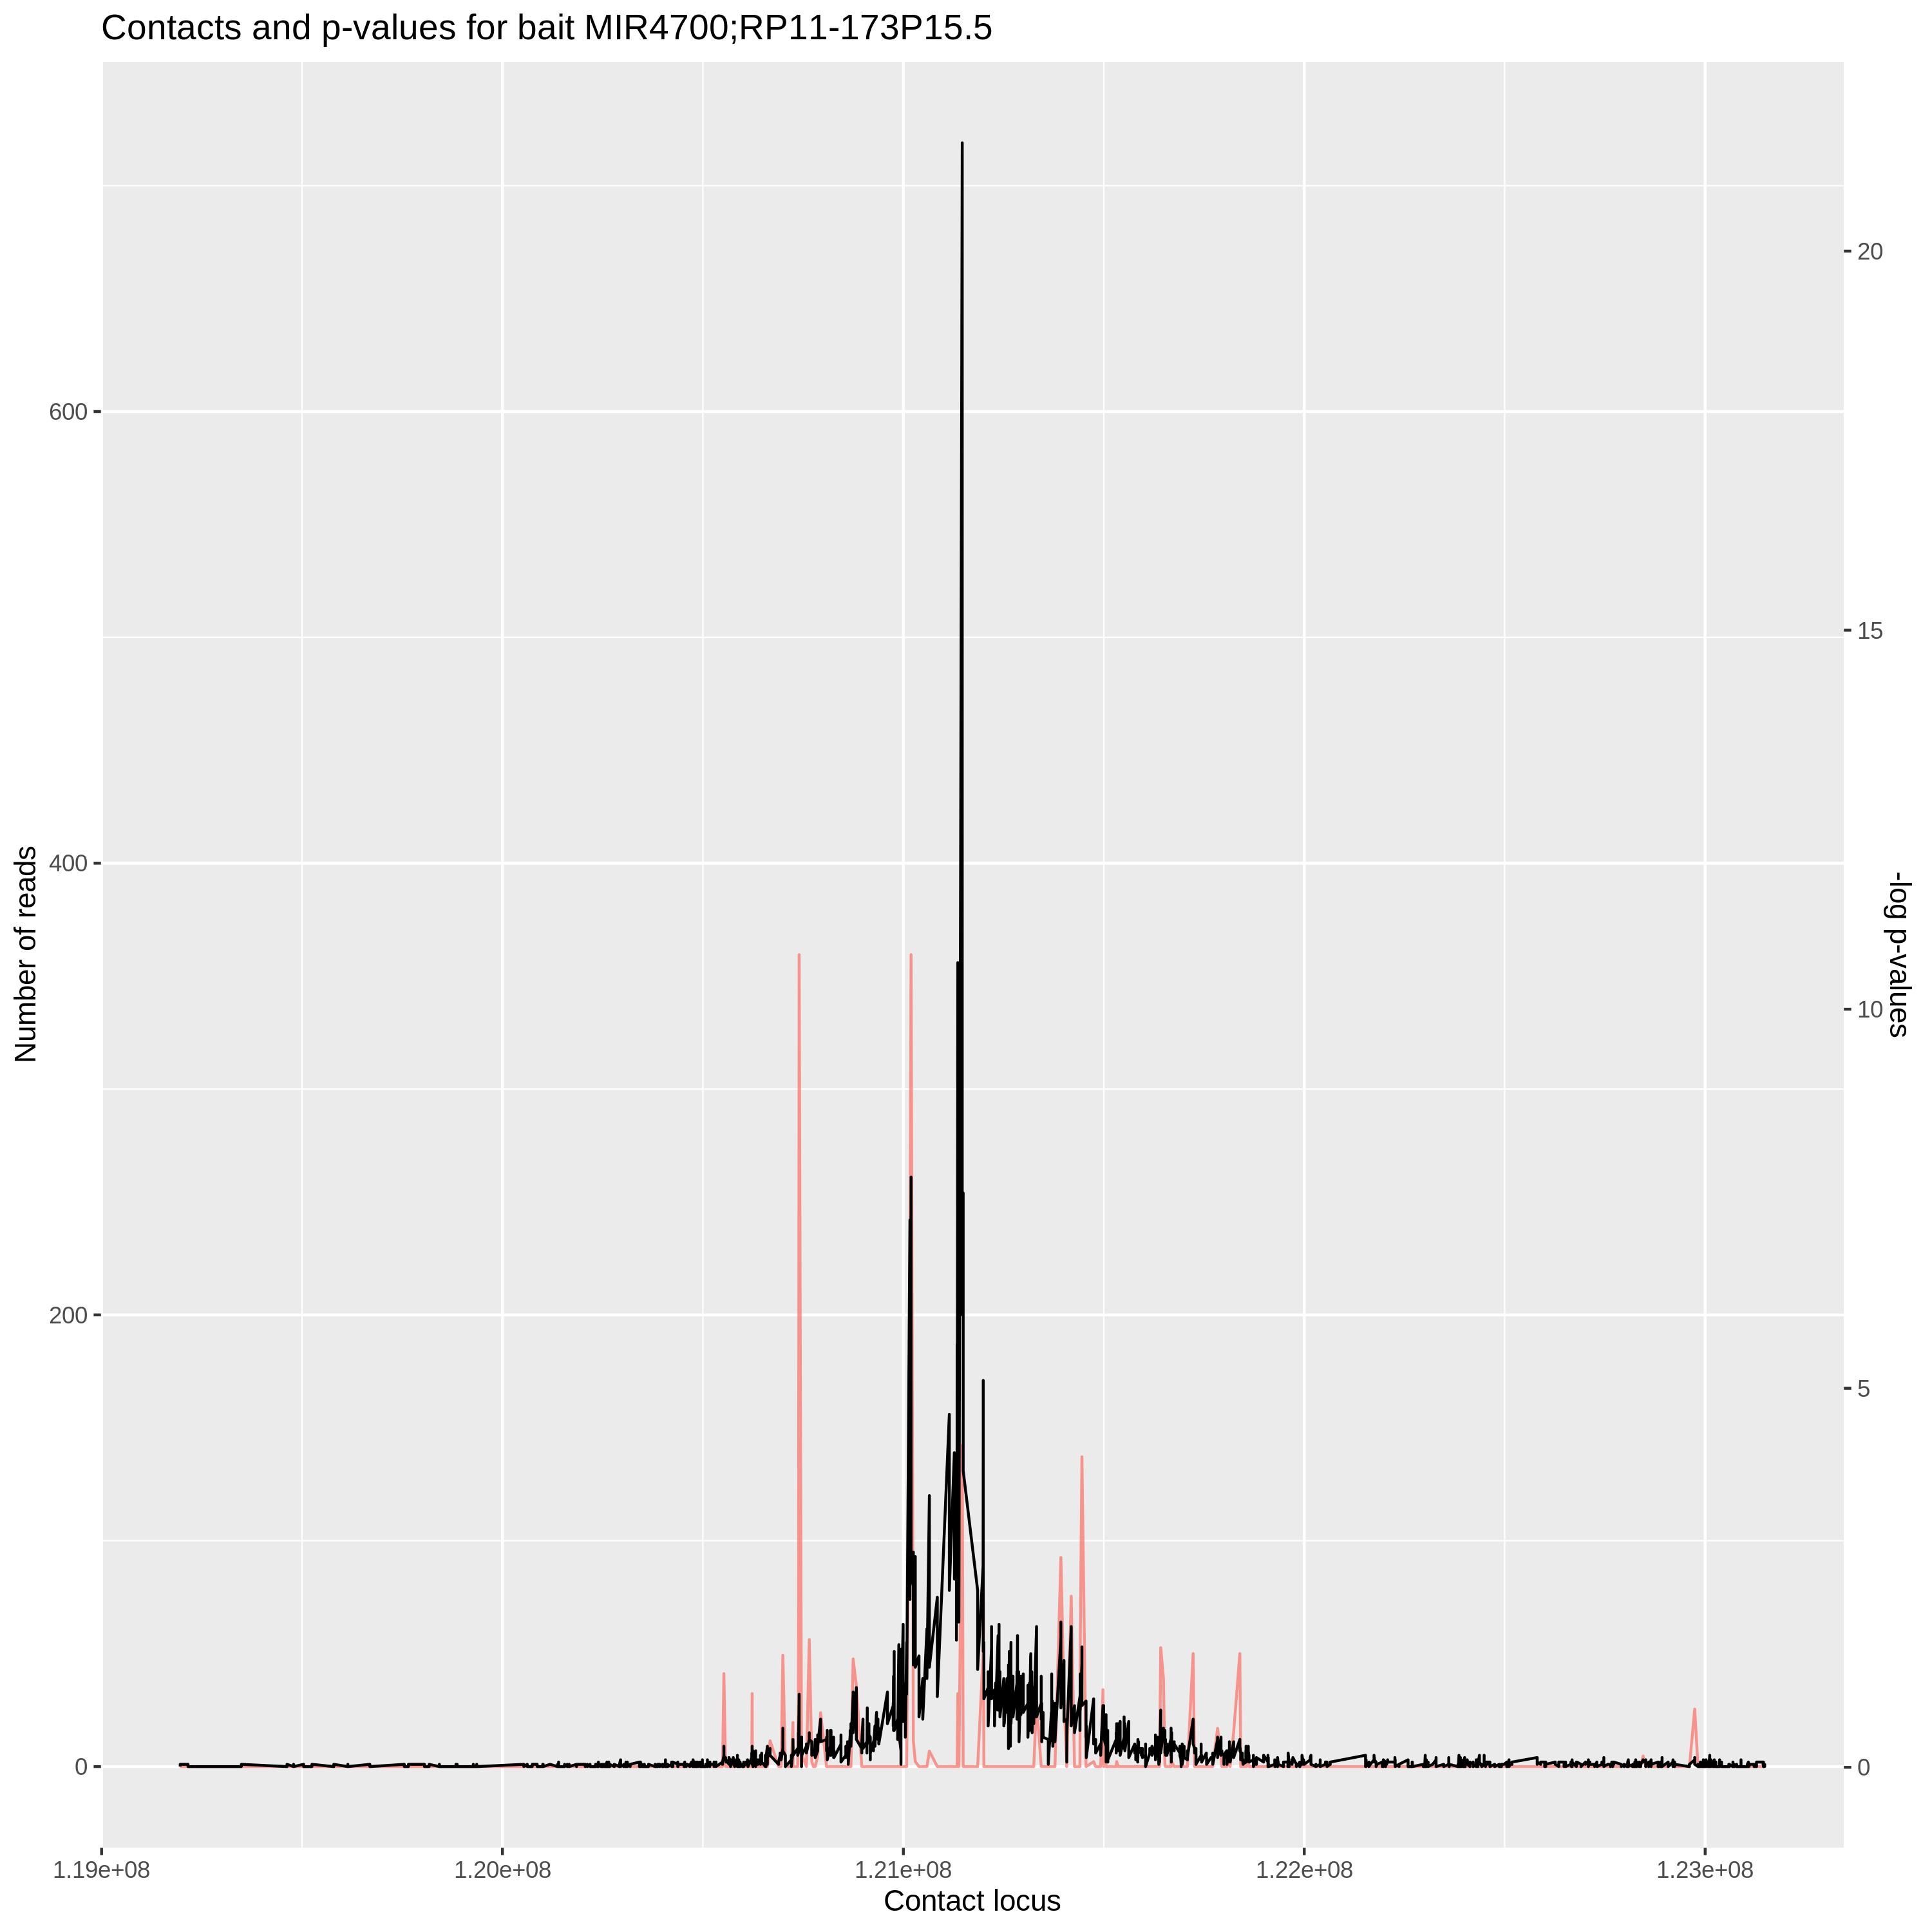 Contacts and p-values for bait MIR4700;RP11-173P15.5
Number of reads
600
400
200
0
20
15
10
5
0
-log p-values
1.19e+08 1.20e+08 1.21e+08 1.22e+08 1.23e+08
Contact locus